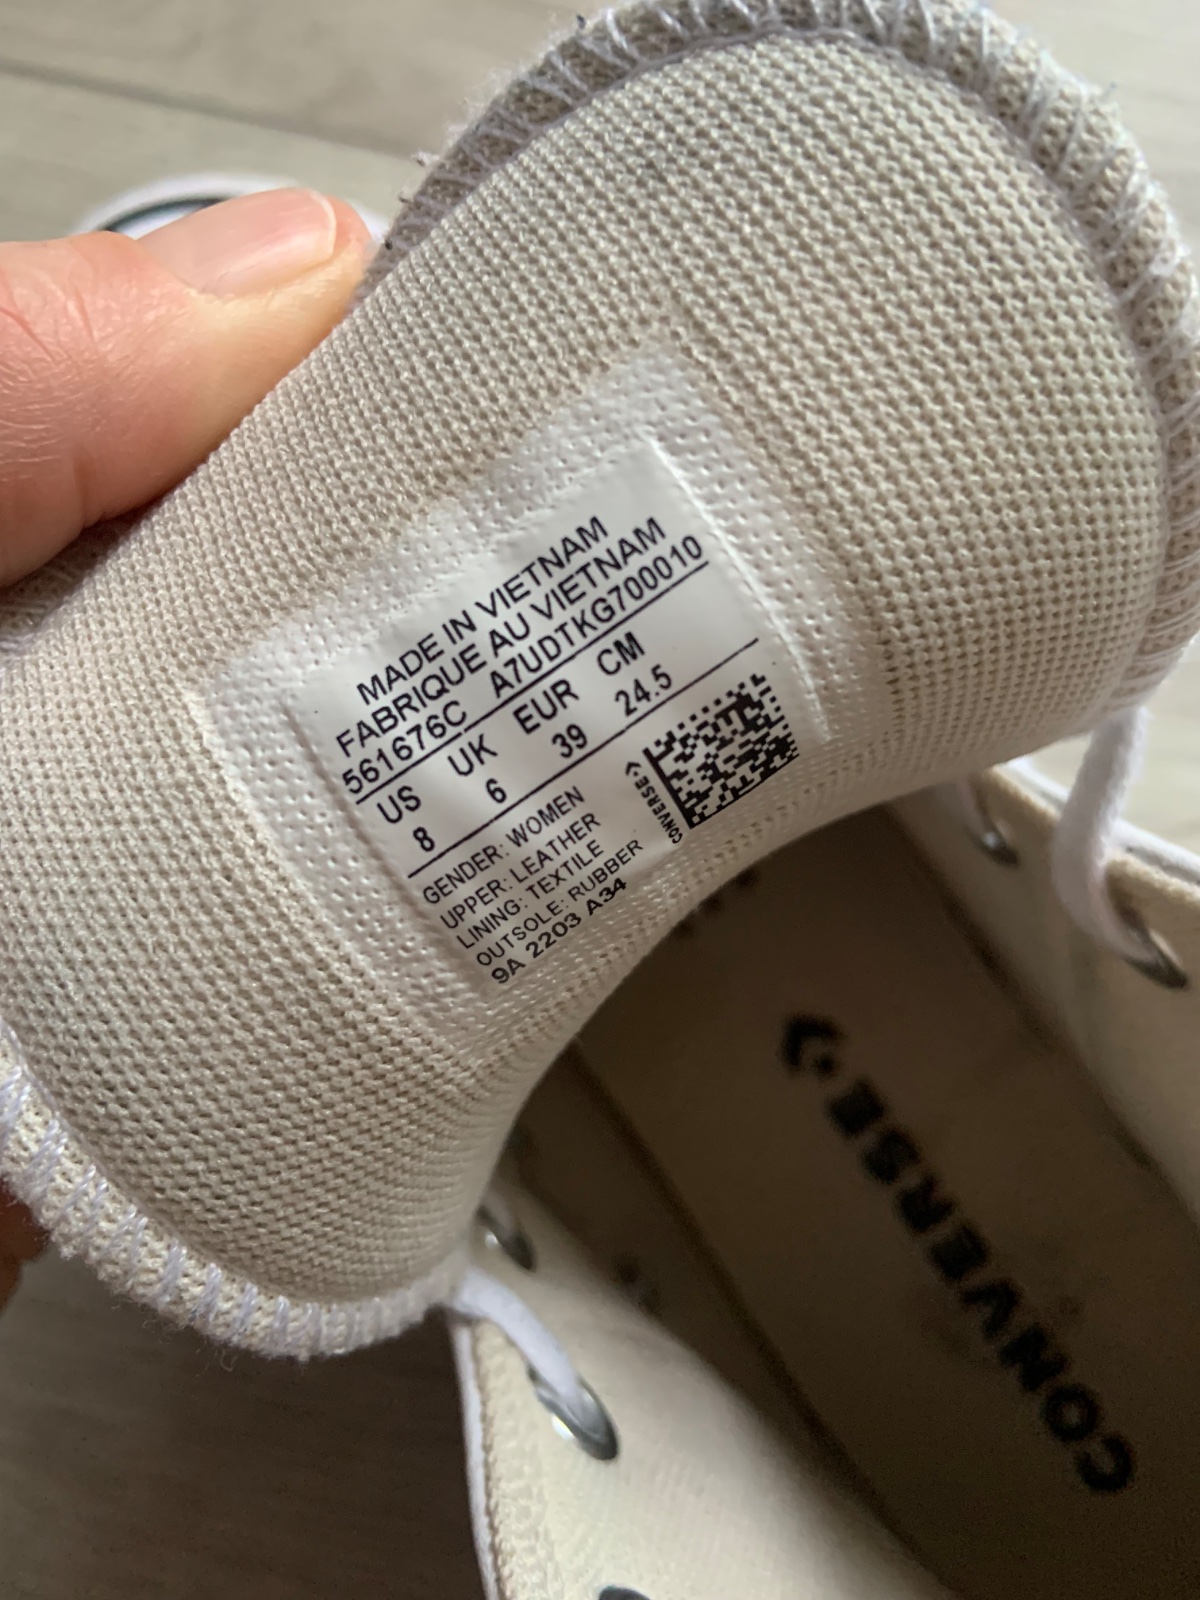 MADE IN VIETNAM
FABRIQUE AU VIETNAM
561676C A7UDTKG700010
US UK EUR CM
8 6 39 24.5
GENDER: WOMEN
UPPER: LEATHER
LINING: TEXTILE
OUTSOLE: RUBBER
9A 2203 A34
CONVERSE
CONVERSE